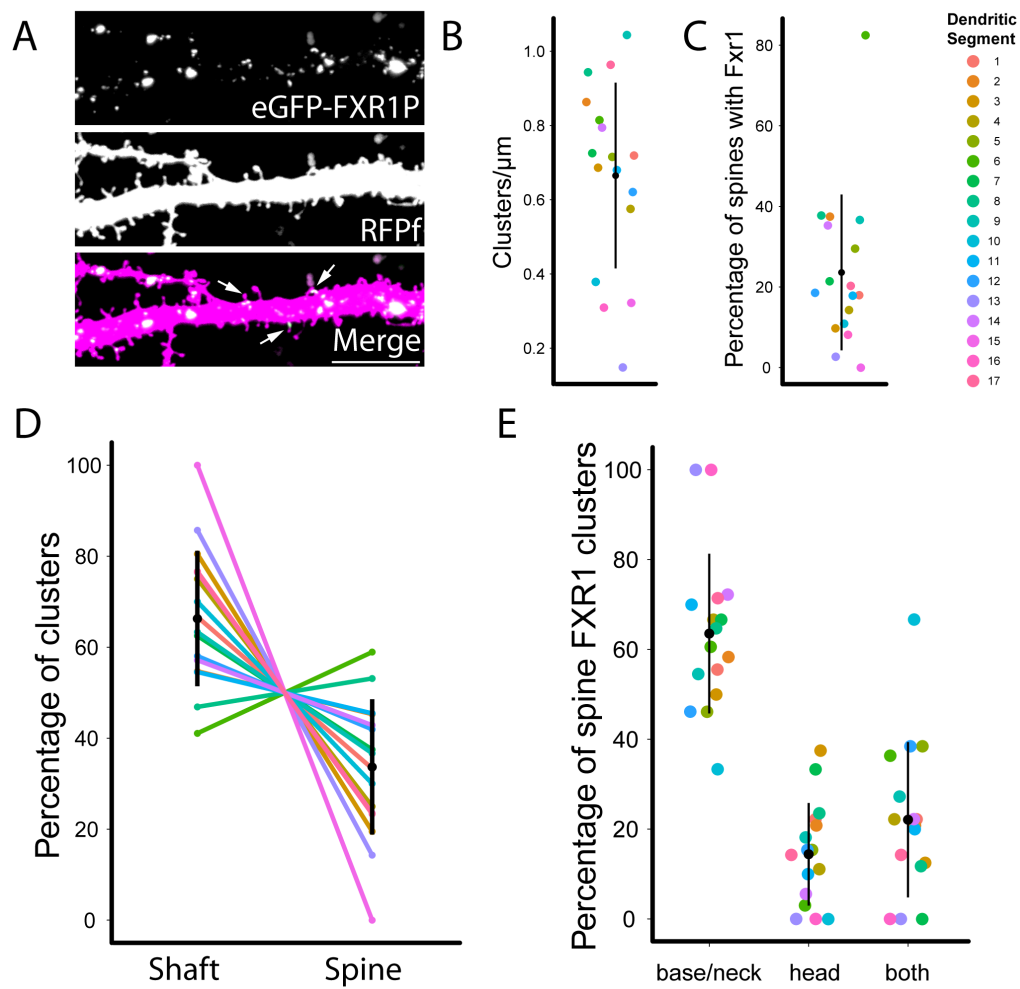 A
eGFP-FXR1P
RFPf
Merge
B
Clusters/µm
1.0
0.8
0.6
0.4
0.2
C
Percentage of spines with Fxr1
80
60
40
20
0
Dendritic
Segment
1
2
3
4
5
6
7
8
9
10
11
12
13
14
15
16
17
D
Percentage of clusters
100
80
60
40
20
0
Shaft Spine
E
Percentage of spine FXR1 clusters
100
80
60
40
20
0
base/neck head both